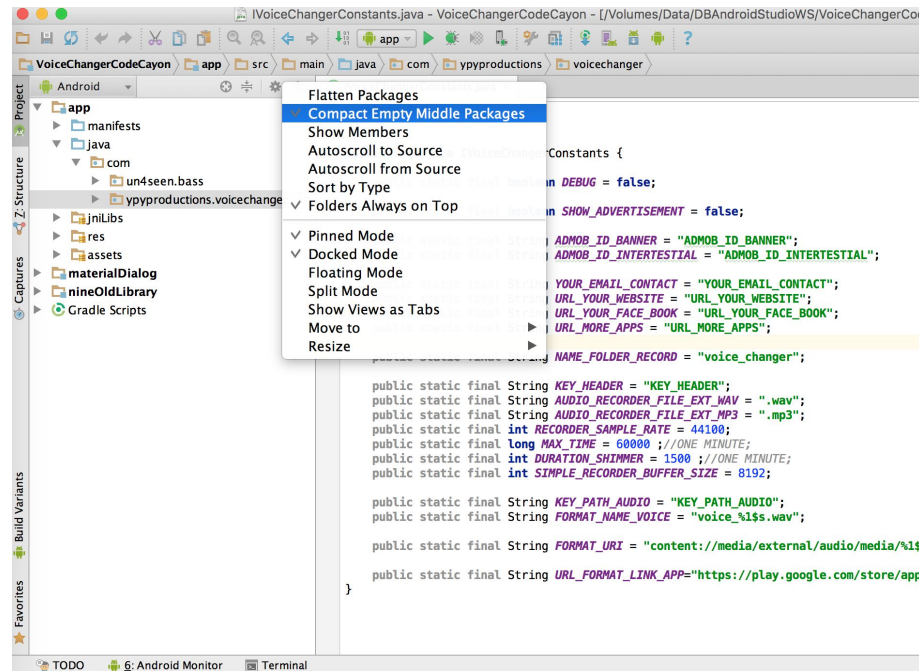 IVoiceChangerConstants.java - VoiceChangerCodeCayon - [/Volumes/Data/DBAndroidStudioWS/VoiceChangerCod
app
VoiceChangerCodeCayon app src main java com ypyproductions voicechanger
Project
Z: Structure
Captures
Build Variants
Favorites
Android
app
manifests
java
com
un4seen.bass
ypyproductions.voicechange
jniLibs
res
assets
materialDialog
nineOldLibrary
Gradle Scripts
Flatten Packages
Compact Empty Middle Packages
Show Members
Autoscroll to Source
Autoscroll from Source
Sort by Type
Folders Always on Top
Pinned Mode
Docked Mode
Floating Mode
Split Mode
Show Views as Tabs
Move to
Resize
Constants {
DEBUG = false;
SHOW_ADVERTISEMENT = false;
ADMOB_ID_BANNER = "ADMOB_ID_BANNER";
ADMOB_ID_INTERTESTIAL = "ADMOB_ID_INTERTESTIAL";
YOUR_EMAIL_CONTACT = "YOUR_EMAIL_CONTACT";
URL_YOUR_WEBSITE = "URL_YOUR_WEBSITE";
URL_YOUR_FACE_BOOK = "URL_YOUR_FACE_BOOK";
URL_MORE_APPS = "URL_MORE_APPS";
public static final String NAME_FOLDER_RECORD = "voice_changer";
public static final String KEY_HEADER = "KEY_HEADER";
public static final String AUDIO_RECORDER_FILE_EXT_WAV = ".wav";
public static final String AUDIO_RECORDER_FILE_EXT_MP3 = ".mp3";
public static final int RECORDER_SAMPLE_RATE = 44100;
public static final long MAX_TIME = 60000 ;//ONE MINUTE;
public static final int DURATION_SHIMMER = 1500 ;//ONE MINUTE;
public static final int SIMPLE_RECORDER_BUFFER_SIZE = 8192;
public static final String KEY_PATH_AUDIO = "KEY_PATH_AUDIO";
public static final String FORMAT_NAME_VOICE = "voice_%1$s.wav";
public static final String FORMAT_URI = "content://media/external/audio/media/%1$
public static final String URL_FORMAT_LINK_APP="https://play.google.com/store/app
}
TODO 6: Android Monitor Terminal